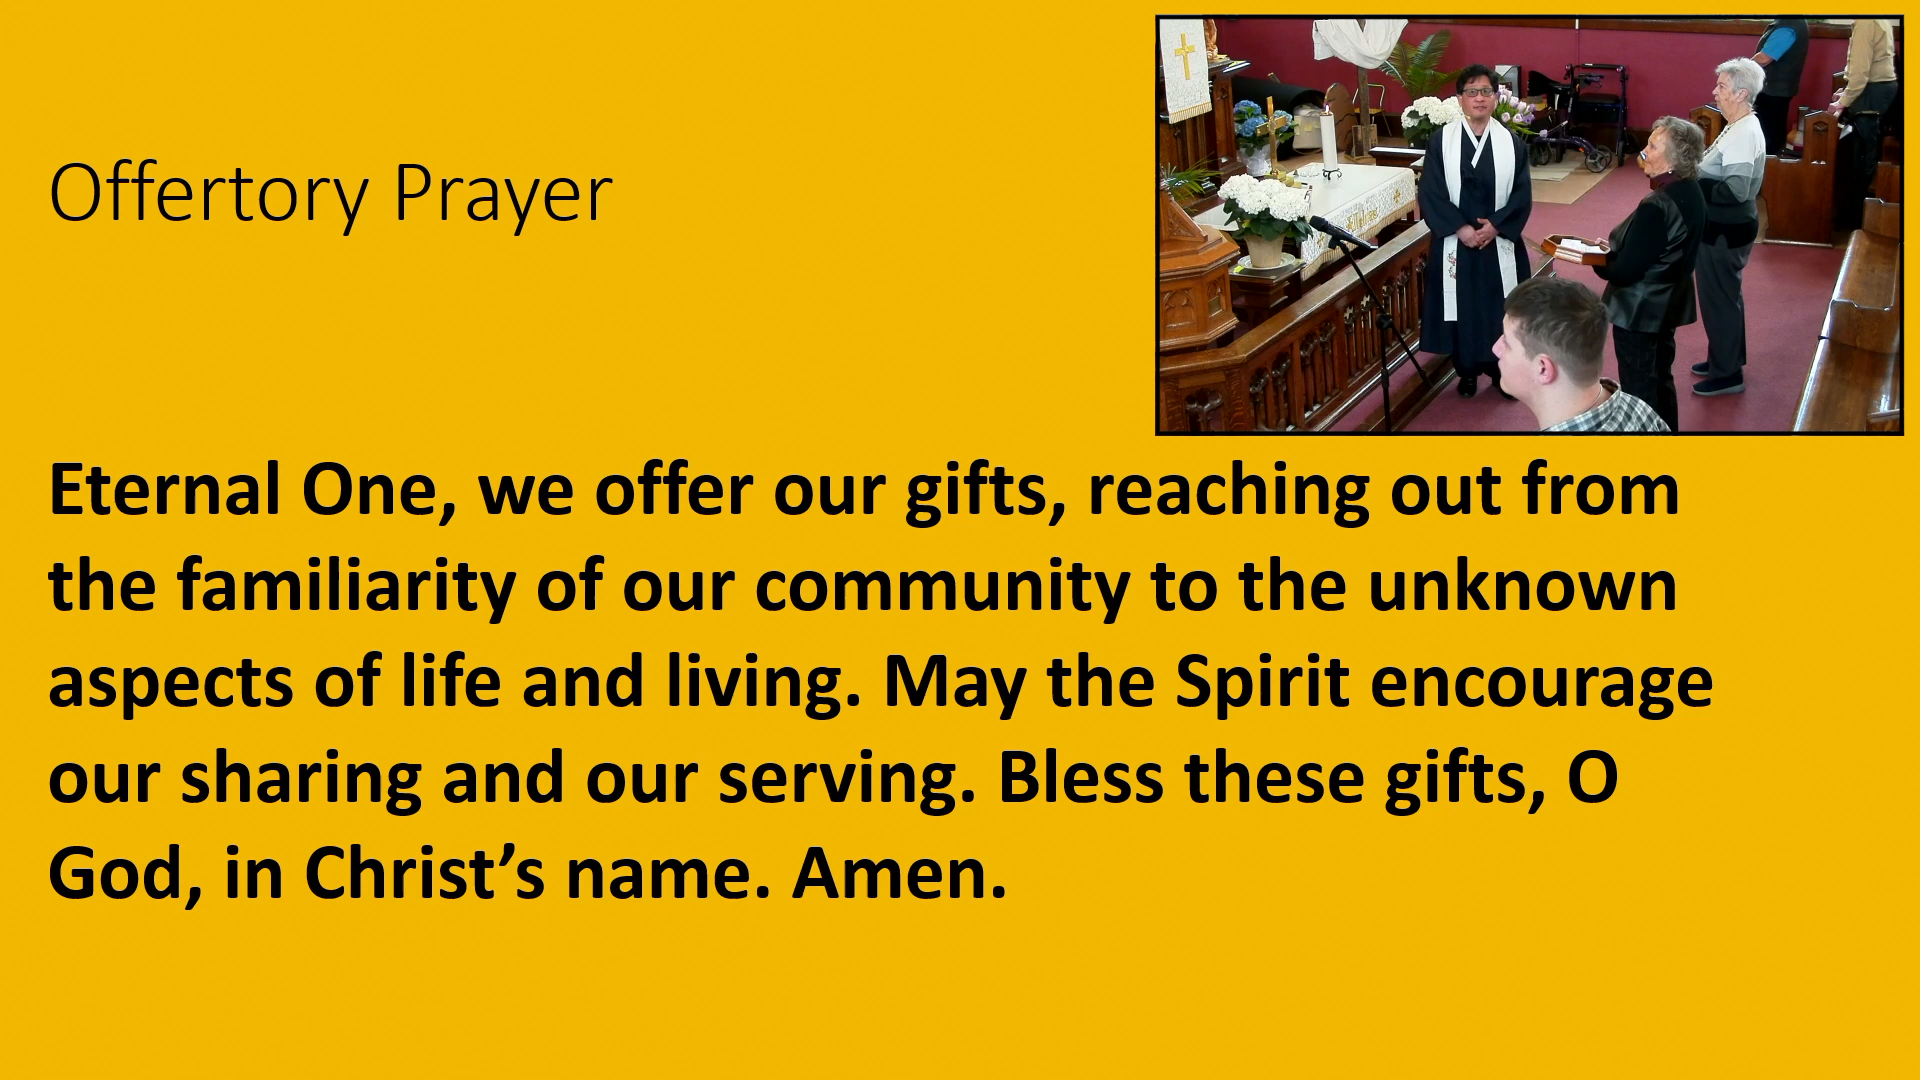 Offertory Prayer
Eternal One, we offer our gifts, reaching out from
the familiarity of our community to the unknown
aspects of life and living. May the Spirit encourage
our sharing and our serving. Bless these gifts, O
God, in Christ’s name. Amen.